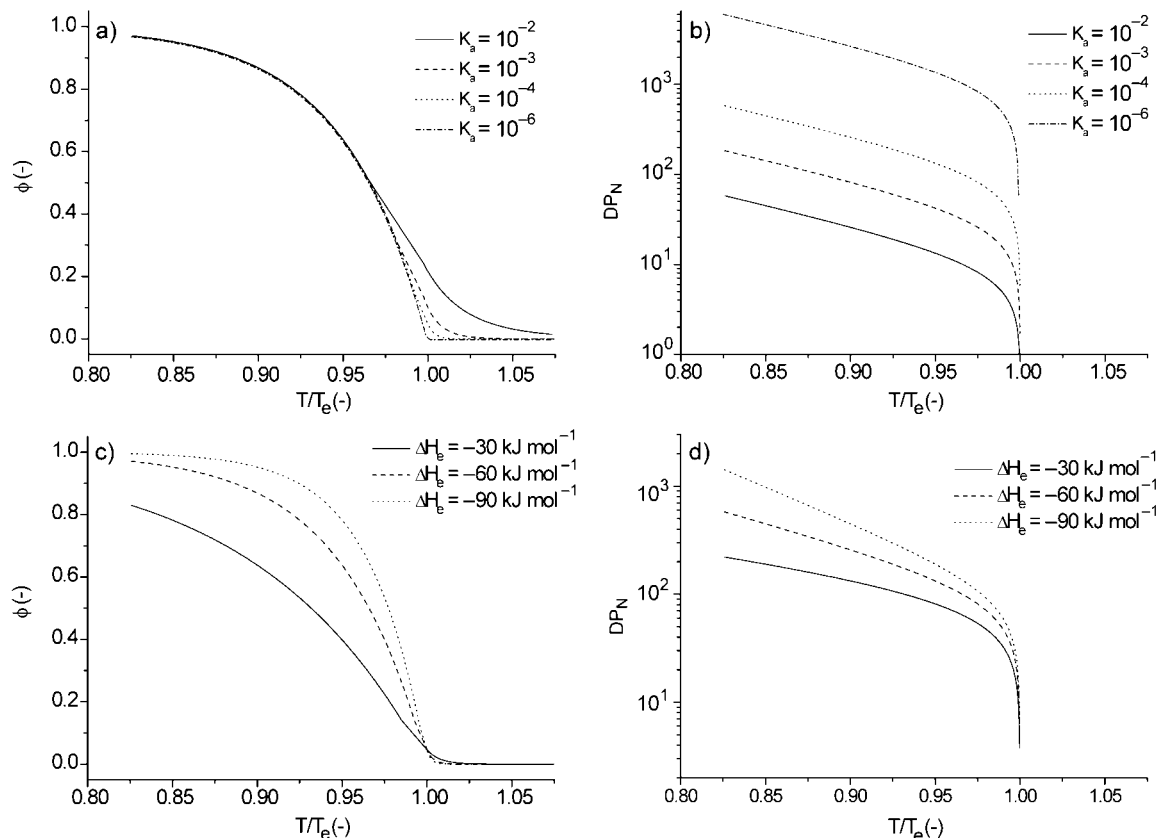 a)
K_a = 10^−2
K_a = 10^−3
K_a = 10^−4
K_a = 10^−6
1.0
0.8
0.6
0.4
0.2
0.0
ϕ (-)
0.80 0.85 0.90 0.95 1.00 1.05
T/T_e(-)
b)
K_a = 10^−2
K_a = 10^−3
K_a = 10^−4
K_a = 10^−6
10^3
10^2
10^1
10^0
DP_N
0.80 0.85 0.90 0.95 1.00 1.05
T/T_e(-)
c)
ΔH_e = −30 kJ mol^−1
ΔH_e = −60 kJ mol^−1
ΔH_e = −90 kJ mol^−1
1.0
0.8
0.6
0.4
0.2
0.0
ϕ (-)
0.80 0.85 0.90 0.95 1.00 1.05
T/T_e(-)
d)
ΔH_e = −30 kJ mol^−1
ΔH_e = −60 kJ mol^−1
ΔH_e = −90 kJ mol^−1
10^3
10^2
10^1
DP_N
0.80 0.85 0.90 0.95 1.00 1.05
T/T_e(-)